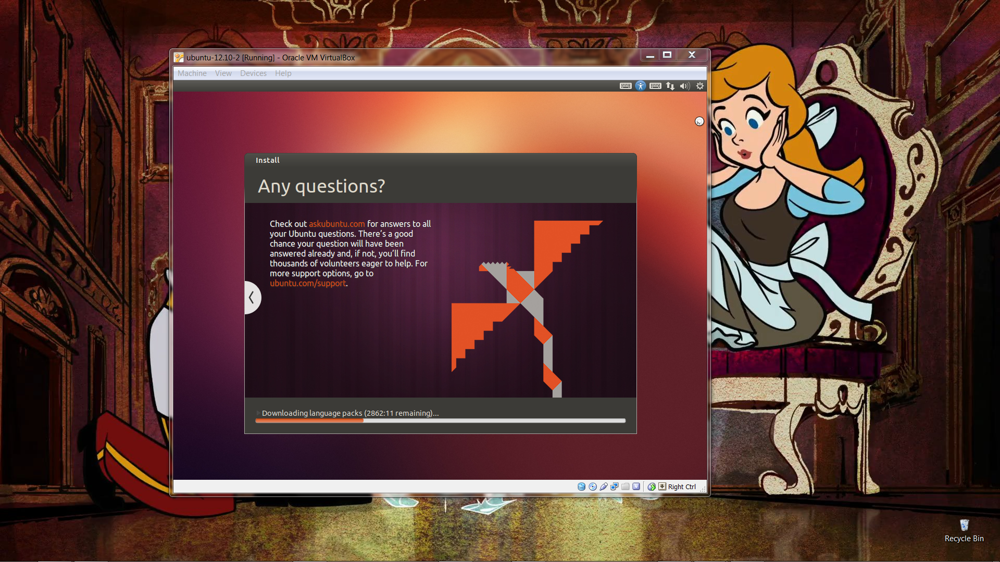 ubuntu-12.10-2 [Running] - Oracle VM VirtualBox
Machine View Devices Help
Install
Any questions?
Check out askubuntu.com for answers to all
your Ubuntu questions. There’s a good
chance your question will have been
answered already and, if not, you’ll find
thousands of volunteers eager to help. For
more support options, go to
ubuntu.com/support.
Downloading language packs (2862:11 remaining)...
Right Ctrl
Recycle Bin